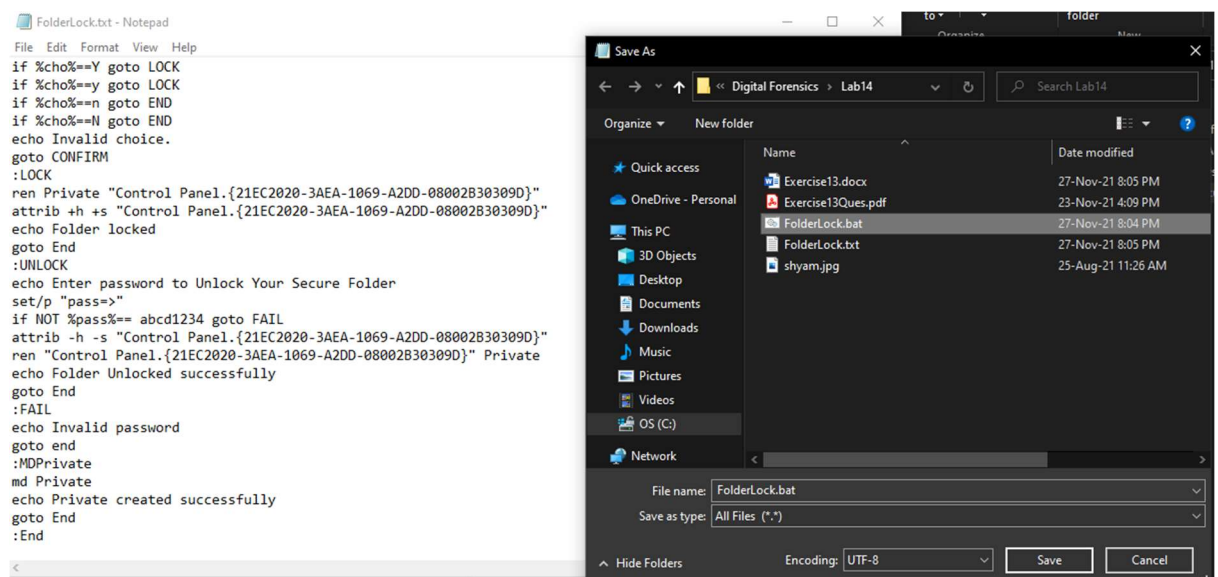 FolderLock.txt - Notepad
File Edit Format View Help
if %cho%==Y goto LOCK
if %cho%==y goto LOCK
if %cho%==n goto END
if %cho%==N goto END
echo Invalid choice.
goto CONFIRM
:LOCK
ren Private "Control Panel.{21EC2020-3AEA-1069-A2DD-08002B30309D}"
attrib +h +s "Control Panel.{21EC2020-3AEA-1069-A2DD-08002B30309D}"
echo Folder locked
goto End
:UNLOCK
echo Enter password to Unlock Your Secure Folder
set/p "pass=>"
if NOT %pass%== abcd1234 goto FAIL
attrib -h -s "Control Panel.{21EC2020-3AEA-1069-A2DD-08002B30309D}"
ren "Control Panel.{21EC2020-3AEA-1069-A2DD-08002B30309D}" Private
echo Folder Unlocked successfully
goto End
:FAIL
echo Invalid password
goto end
:MDPrivate
md Private
echo Private created successfully
goto End
:End
to folder
Organize New
Save As
« Digital Forensics > Lab14 Search Lab14
Organize New folder
Name Date modified
Quick access
OneDrive - Personal
This PC
3D Objects
Desktop
Documents
Downloads
Music
Pictures
Videos
OS (C:)
Network
Exercise13.docx 27-Nov-21 8:05 PM
Exercise13Ques.pdf 23-Nov-21 4:09 PM
FolderLock.bat 27-Nov-21 8:04 PM
FolderLock.txt 27-Nov-21 8:05 PM
shyam.jpg 25-Aug-21 11:26 AM
File name: FolderLock.bat
Save as type: All Files (*.*)
Hide Folders Encoding: UTF-8 Save Cancel